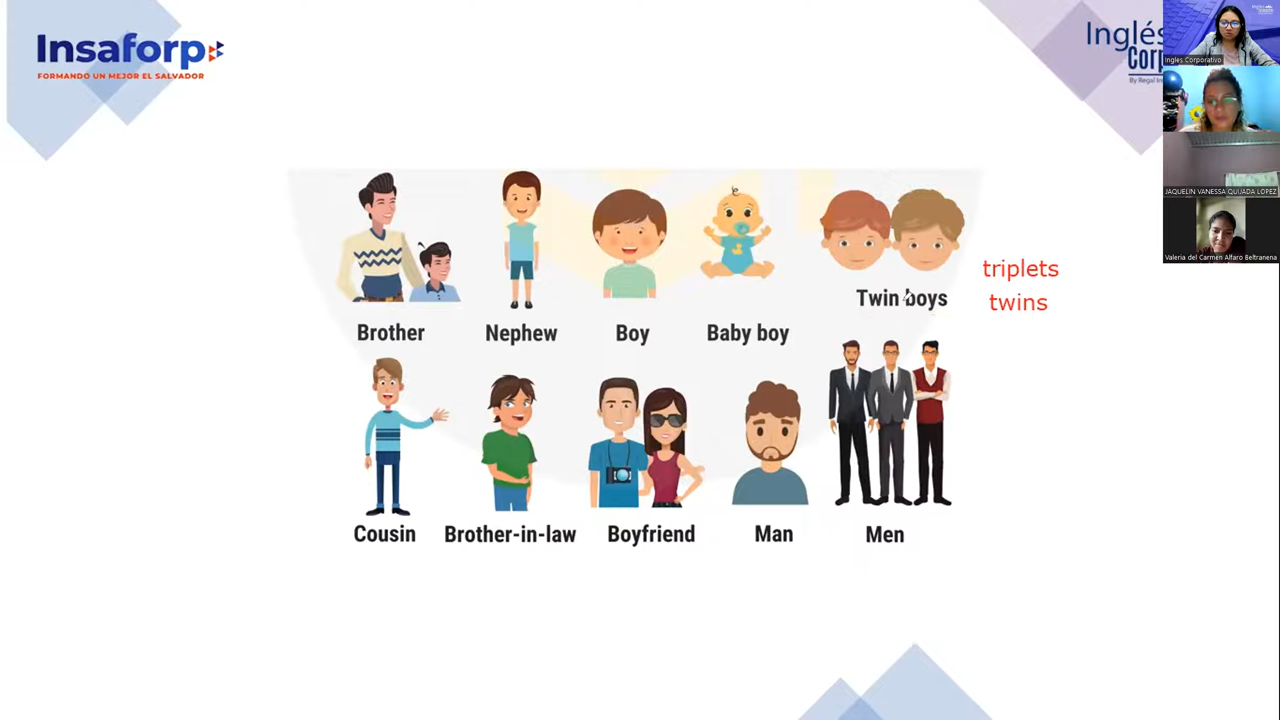 Insaforp
FORMANDO UN MEJOR EL SALVADOR
Inglés
Corp
Ingles Corporativo
JAQUELIN VANESSA QUIJADA LOPEZ
Valeria del Carmen Alfaro Beltranena
triplets
twins
Twin boys
Brother
Nephew
Boy
Baby boy
Cousin
Brother-in-law
Boyfriend
Man
Men